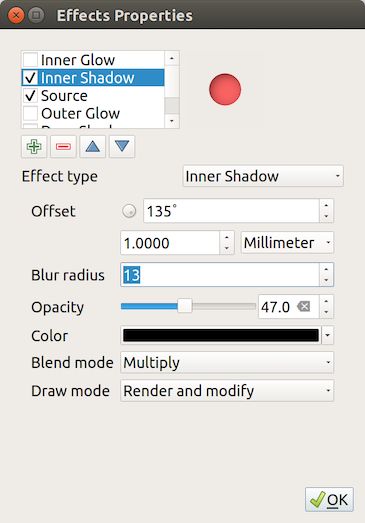 Effects Properties
Inner Glow
Inner Shadow
Source
Outer Glow
Effect type Inner Shadow
Offset 135°
1.0000 Millimeter
Blur radius 13
Opacity 47.0
Color
Blend mode Multiply
Draw mode Render and modify
OK